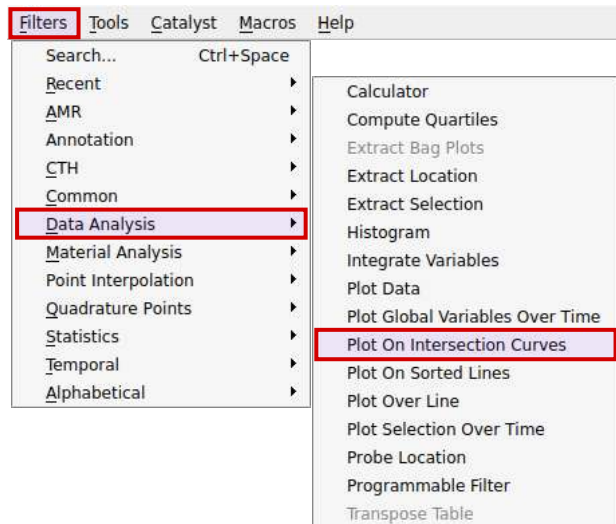 Filters Tools Catalyst Macros Help
Search... Ctrl+Space
Recent
AMR
Annotation
CTH
Common
Data Analysis
Material Analysis
Point Interpolation
Quadrature Points
Statistics
Temporal
Alphabetical
Calculator
Compute Quartiles
Extract Bag Plots
Extract Location
Extract Selection
Histogram
Integrate Variables
Plot Data
Plot Global Variables Over Time
Plot On Intersection Curves
Plot On Sorted Lines
Plot Over Line
Plot Selection Over Time
Probe Location
Programmable Filter
Transpose Table